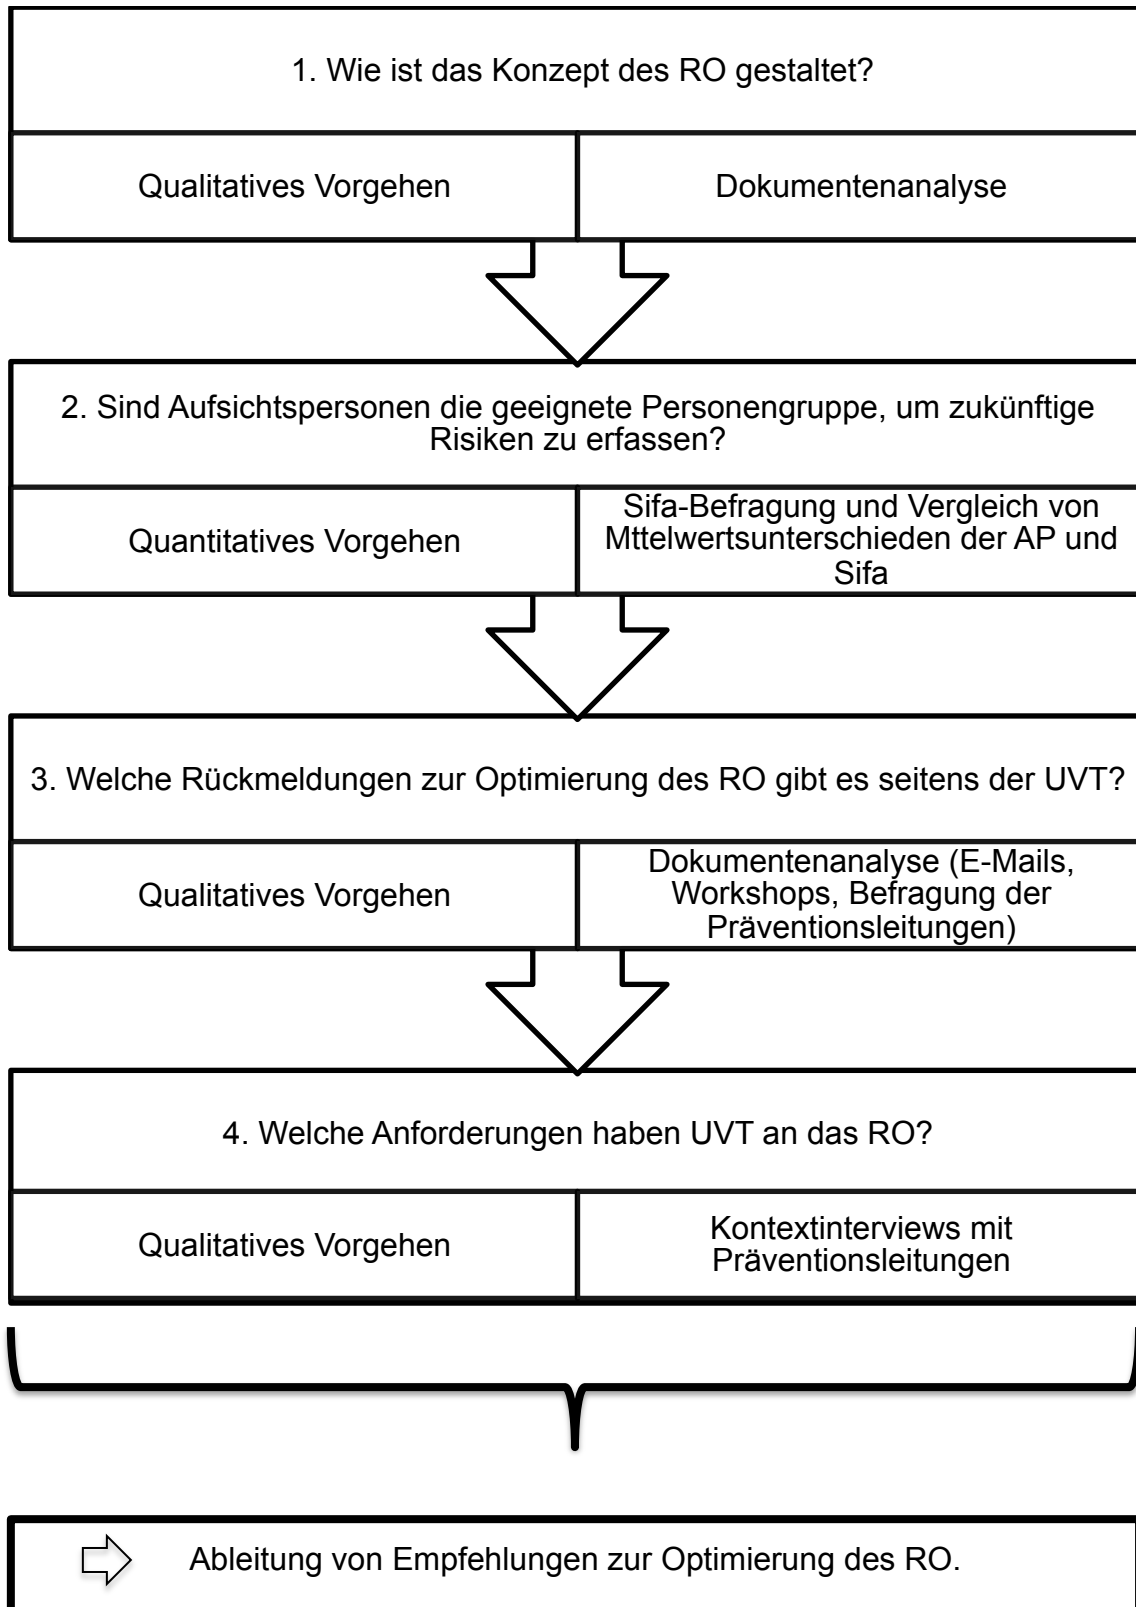 1. Wie ist das Konzept des RO gestaltet?
Qualitatives Vorgehen
Dokumentenanalyse
2. Sind Aufsichtspersonen die geeignete Personengruppe, um zukünftige
Risiken zu erfassen?
Quantitatives Vorgehen
Sifa-Befragung und Vergleich von
Mttelwertsunterschieden der AP und
Sifa
3. Welche Rückmeldungen zur Optimierung des RO gibt es seitens der UVT?
Qualitatives Vorgehen
Dokumentenanalyse (E-Mails,
Workshops, Befragung der
Präventionsleitungen)
4. Welche Anforderungen haben UVT an das RO?
Qualitatives Vorgehen
Kontextinterviews mit
Präventionsleitungen
Ableitung von Empfehlungen zur Optimierung des RO.